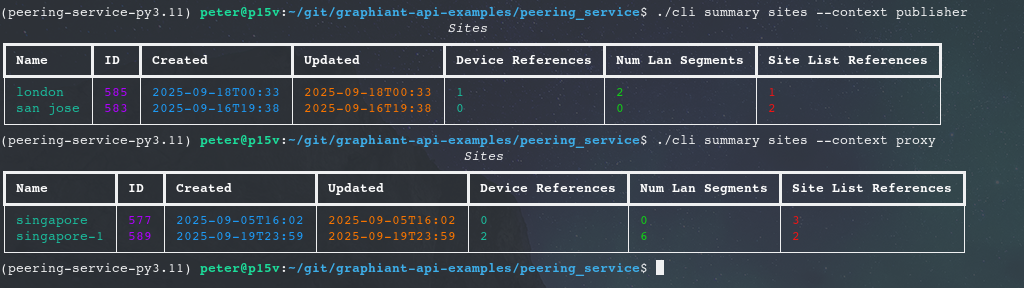 (peering-service-py3.11) peter@p15v:~/git/graphiant-api-examples/peering_service$ ./cli summary sites --context publisher
Sites
Name ID Created Updated Device References Num Lan Segments Site List References
london 585 2025-09-18T00:33 2025-09-18T00:33 1 2 1
san jose 583 2025-09-16T19:38 2025-09-16T19:38 0 0 2
(peering-service-py3.11) peter@p15v:~/git/graphiant-api-examples/peering_service$ ./cli summary sites --context proxy
Sites
Name ID Created Updated Device References Num Lan Segments Site List References
singapore 577 2025-09-05T16:02 2025-09-05T16:02 0 0 3
singapore-1 589 2025-09-19T23:59 2025-09-19T23:59 2 6 2
(peering-service-py3.11) peter@p15v:~/git/graphiant-api-examples/peering_service$